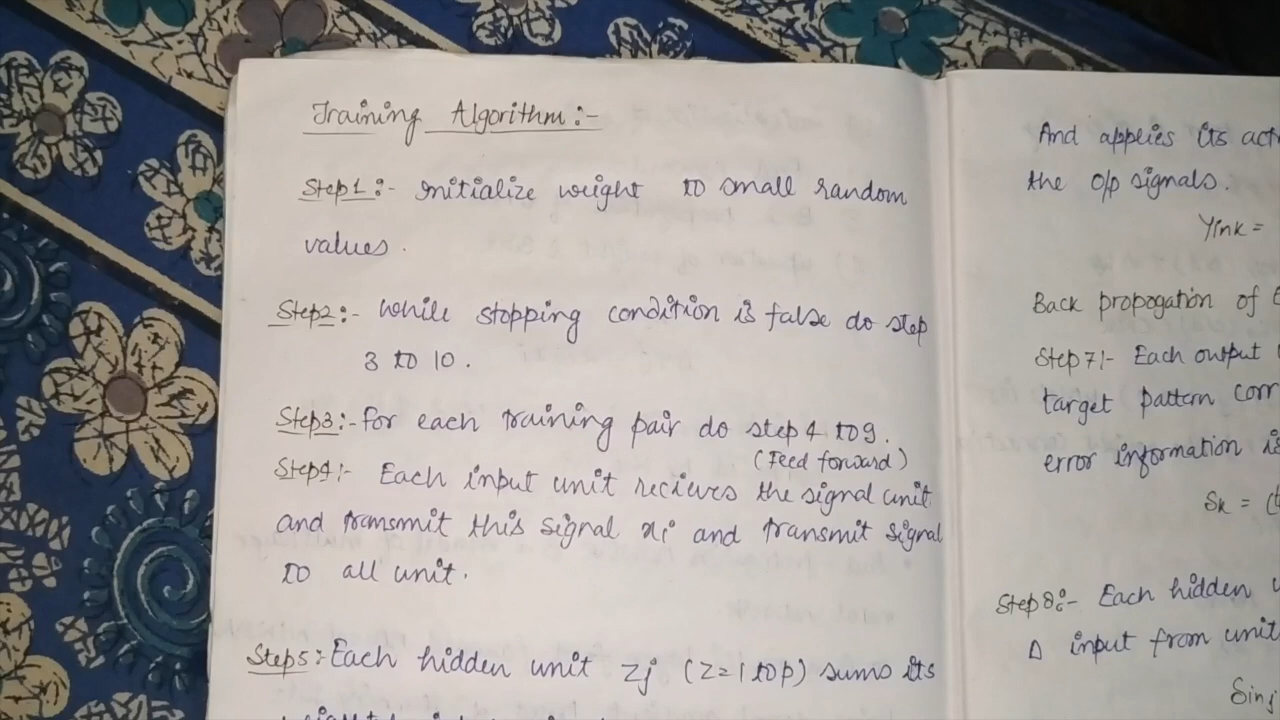 Training Algorithm:-
Step1:- Initialize weight to small random
values.
Step2:- While stopping condition is false do step
3 to 10.
Step3:- For each training pair do step 4 to 9.
(Feed forward)
Step4:- Each input unit recieves the signal unit
and transmit this signal xi and transmit signal
to all unit.
Step5:- Each hidden unit Zj (Z=1 to p) sums its
And applies its
the o/p signals.
Yink =
Back propogation of
Step7:- Each output
target pattern
error information is
Sk =
Step8:- Each hidden
Δ input from unit